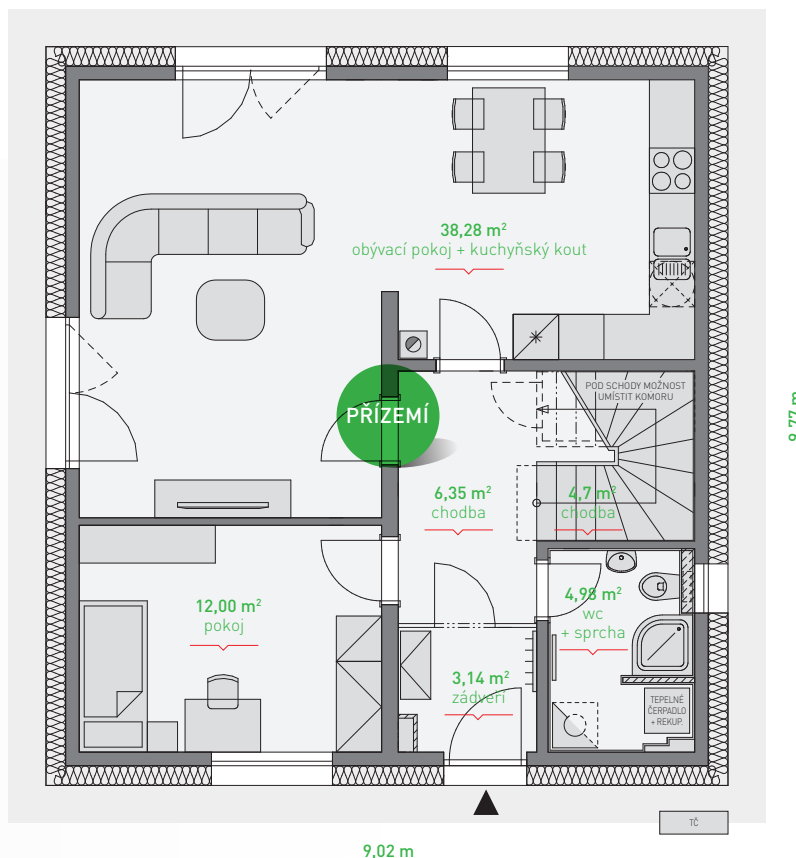 38,28 m²
obývací pokoj + kuchyňský kout
POD SCHODY MOŽNOST
UMÍSTIT KOMORU
PŘÍZEMÍ
9,77 m
6,35 m²
chodba
4,7 m²
chodba
12,00 m²
pokoj
4,98 m²
wc
+ sprcha
3,14 m²
zádveří
TEPELNÉ
ČERPADLO
+ REKUP.
TČ
9,02 m